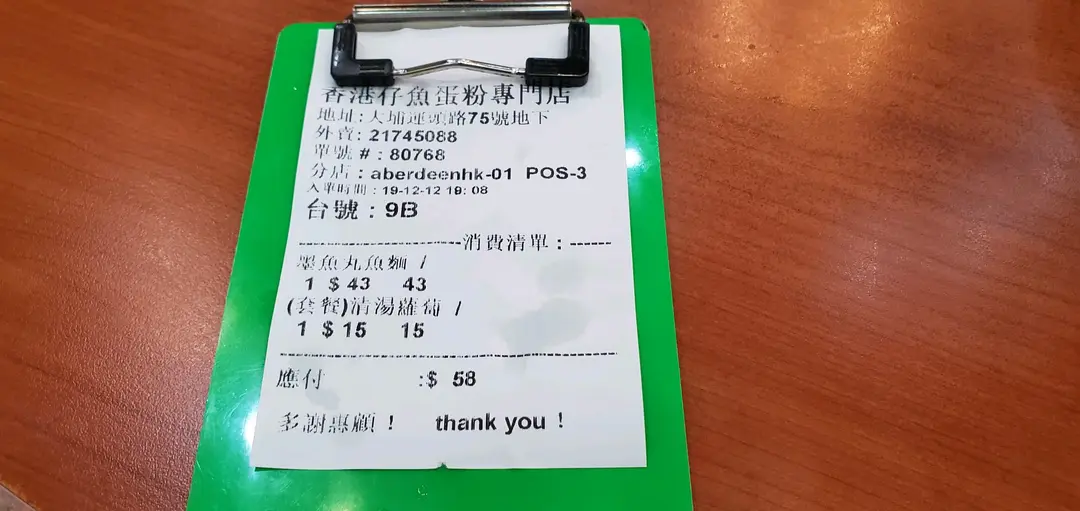 香港仔魚蛋粉專門店
地址: 大埔運頭路75號地下
外賣: 21745088
單號 #: 80768
分店: aberdeenhk-01 POS-3
入單時間: 19-12-12 19:08
台號: 9B
-----------------------消費清單: ------
墨魚丸魚麵 /
1 $ 43 43
(套餐)清湯蘿蔔 /
1 $ 15 15
--------------------------------------
應付 :$ 58
多謝惠顧! thank you!